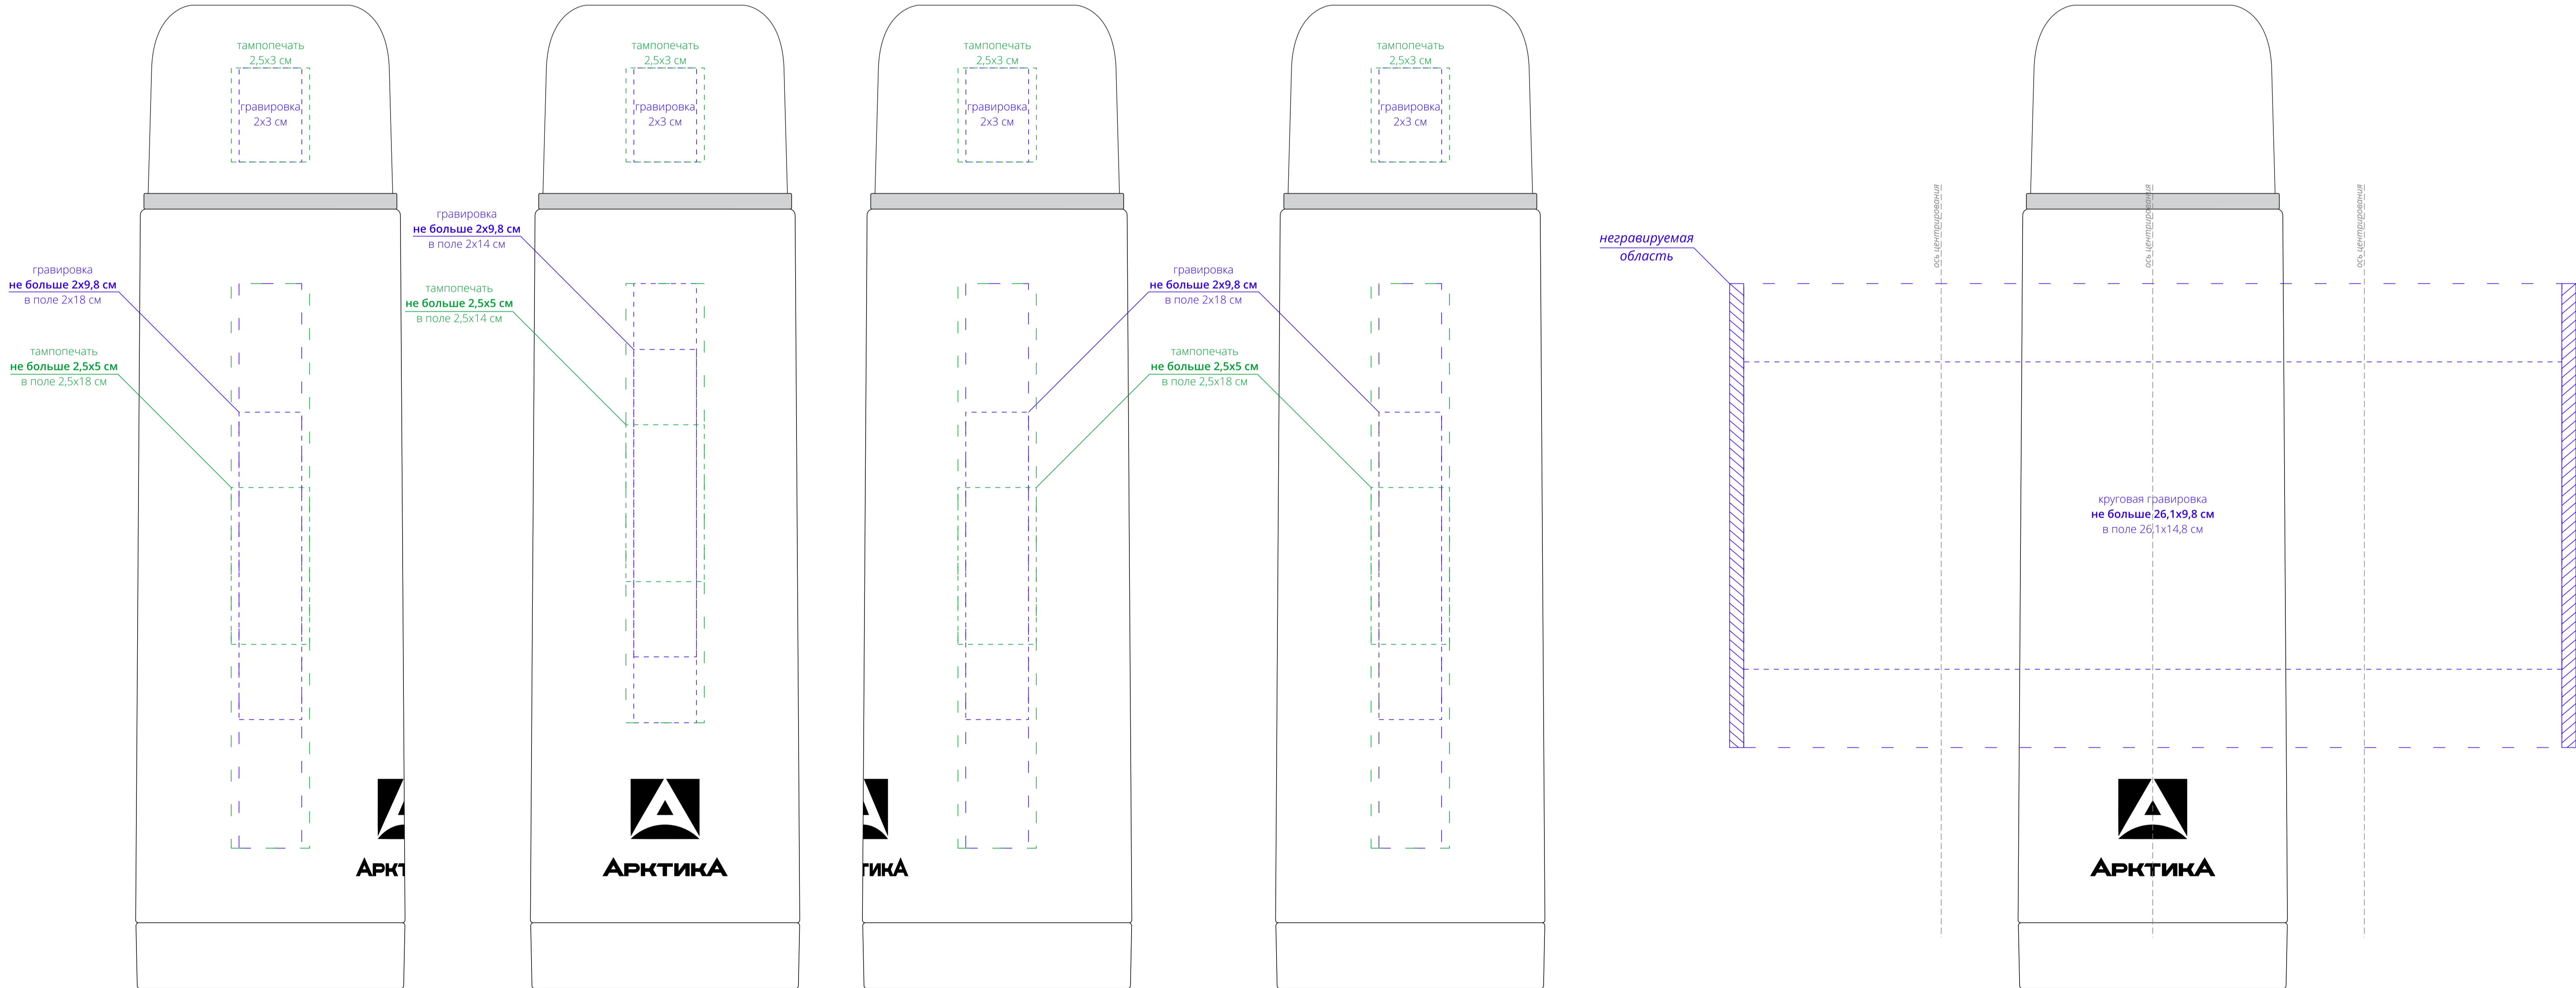 тампопечать
2,5х3 см
гравировка
2х3 см
гравировка
не больше 2х9,8 см
в поле 2х18 см
тампопечать
не больше 2,5х5 см
в поле 2,5х18 см
АРКТ
тампопечать
2,5х3 см
гравировка
2х3 см
гравировка
не больше 2х9,8 см
в поле 2х14 см
тампопечать
не больше 2,5х5 см
в поле 2,5х14 см
АРКТИКА
тампопечать
2,5х3 см
гравировка
2х3 см
гравировка
не больше 2х9,8 см
в поле 2х18 см
тампопечать
не больше 2,5х5 см
в поле 2,5х18 см
ТИКА
тампопечать
2,5х3 см
гравировка
2х3 см
негравируемая
область
ось центрирования
ось центрирования
ось центрирования
круговая гравировка
не больше 26,1х9,8 см
в поле 26,1х14,8 см
АРКТИКА